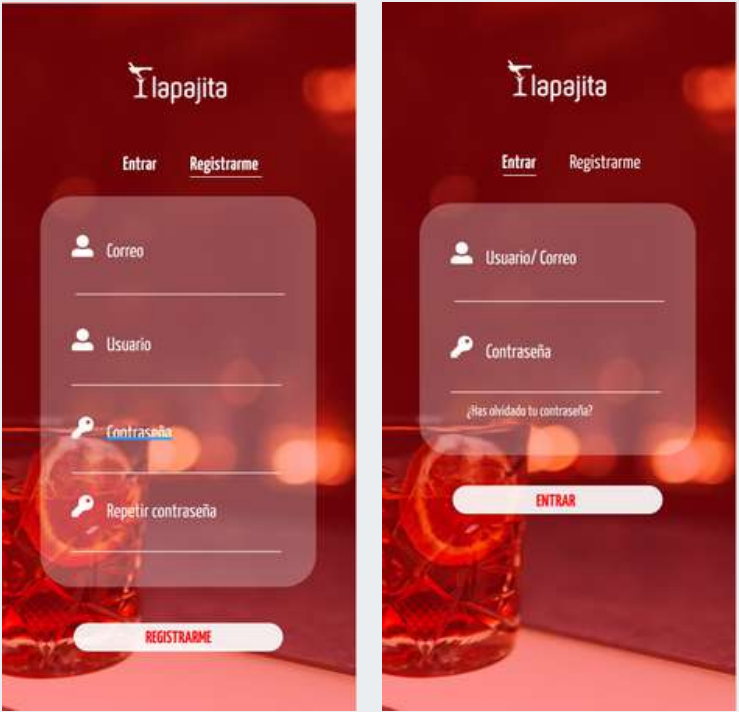 lapajita
Entrar Registrarme
Correo
Usuario
Contraseña
Repetir contraseña
REGISTRARME
lapajita
Entrar Registrarme
Usuario/ Correo
Contraseña
¿Has olvidado tu contraseña?
ENTRAR